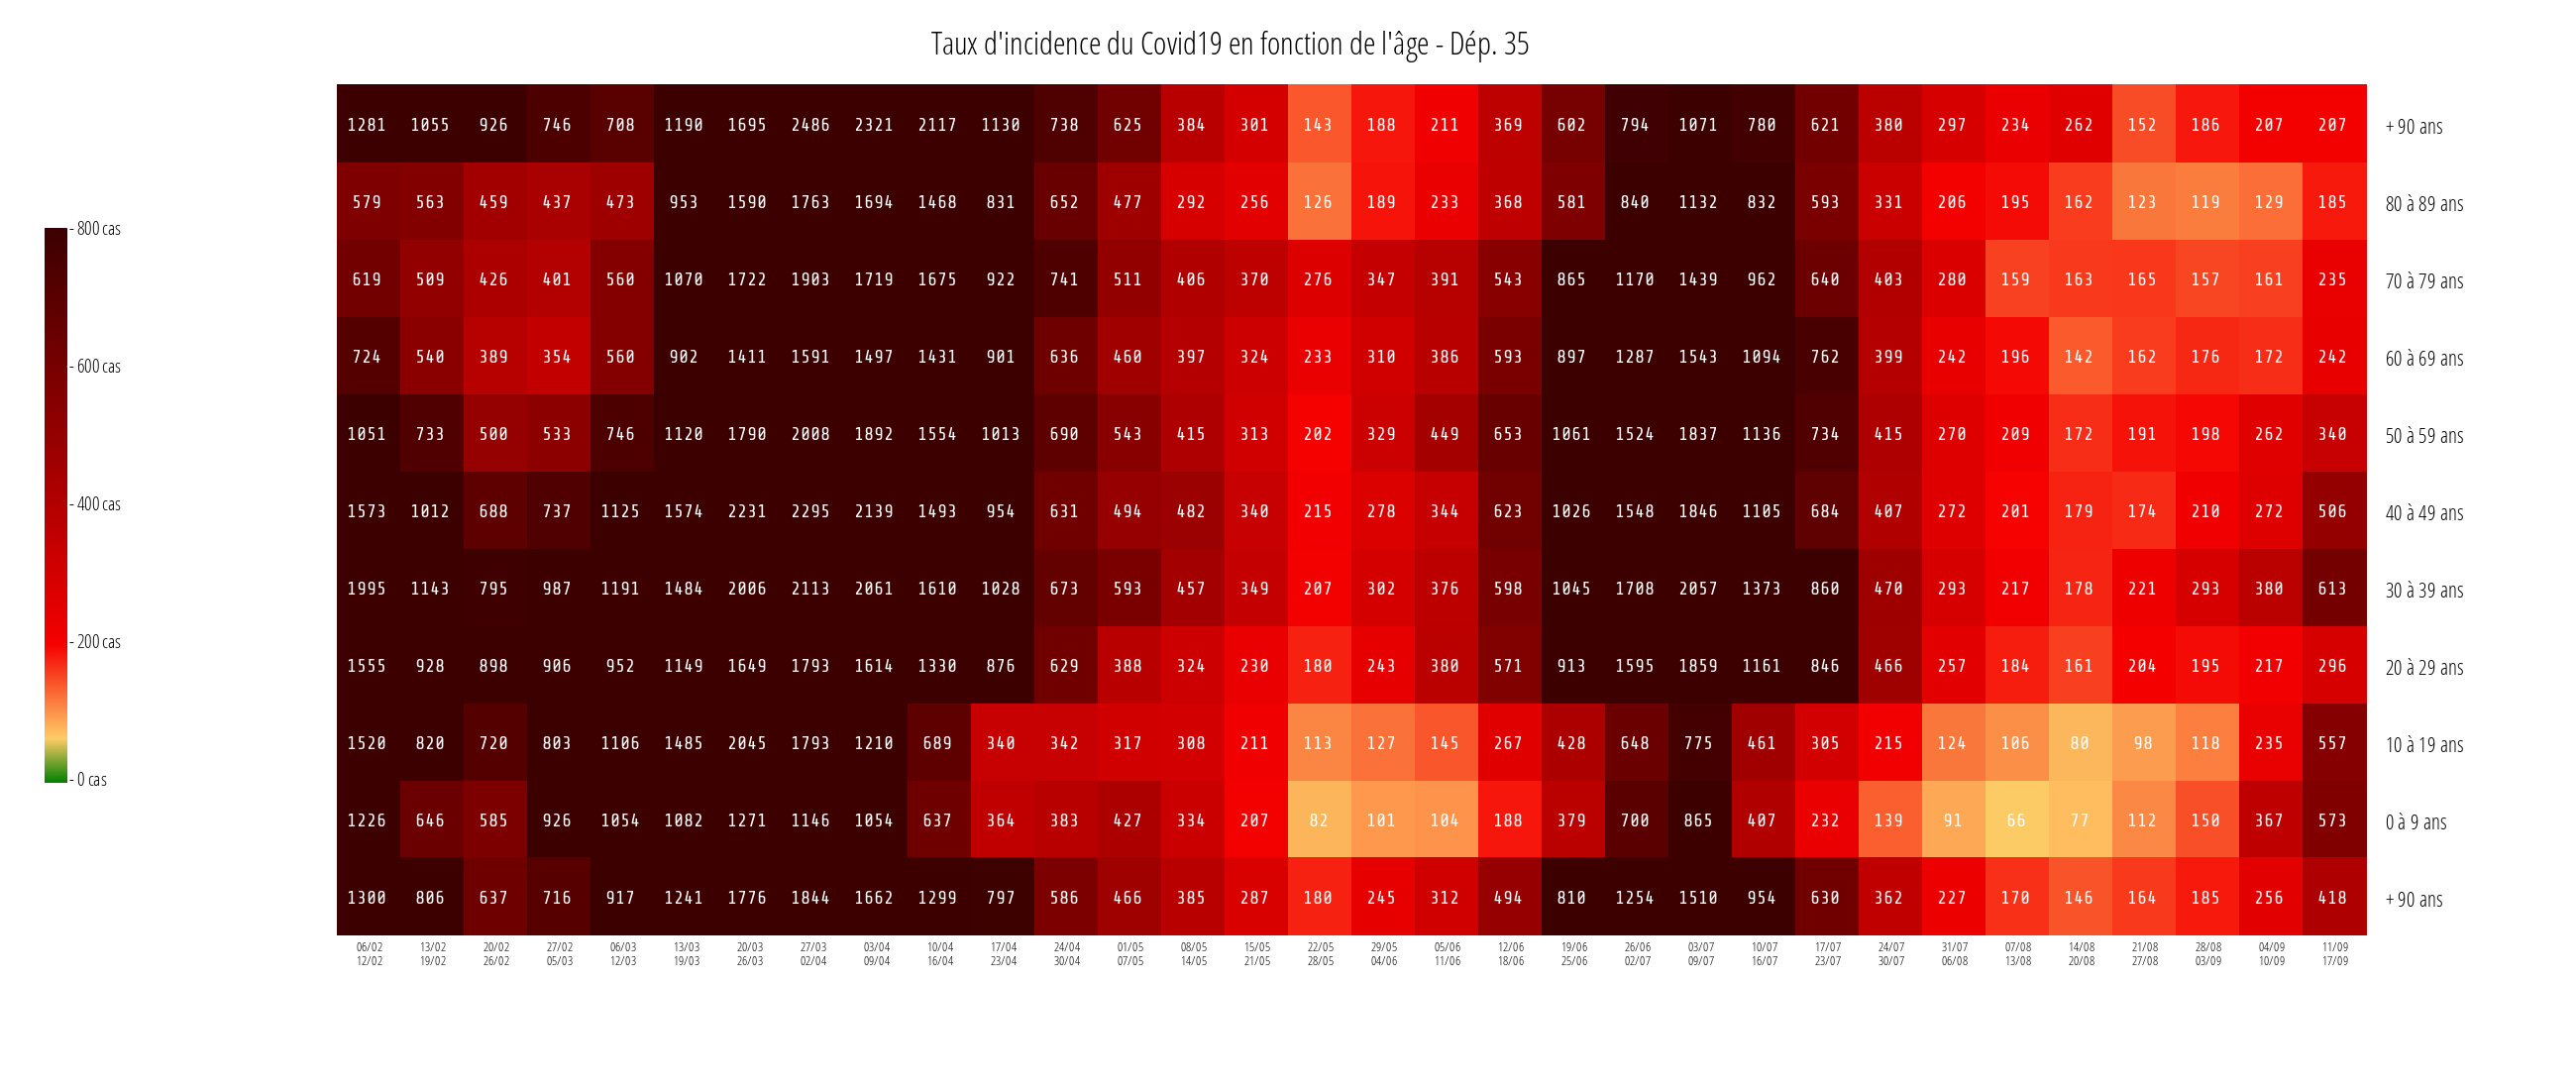 Taux d'incidence du Covid19 en fonction de l'âge - Dép. 35
- 800 cas
- 600 cas
- 400 cas
- 200 cas
- 0 cas
1281 1055 926 746 708 1190 1695 2486 2321 2117 1130 738 625 384 301 143 188 211 369 602 794 1071 780 621 380 297 234 262 152 186 207 207 + 90 ans
579 563 459 437 473 953 1590 1763 1694 1468 831 652 477 292 256 126 189 233 368 581 840 1132 832 593 331 206 195 162 123 119 129 185 80 à 89 ans
619 509 426 401 560 1070 1722 1903 1719 1675 922 741 511 406 370 276 347 391 543 865 1170 1439 962 640 403 280 159 163 165 157 161 235 70 à 79 ans
724 540 389 354 560 902 1411 1591 1497 1431 901 636 460 397 324 233 310 386 593 897 1287 1543 1094 762 399 242 196 142 162 176 172 242 60 à 69 ans
1051 733 500 533 746 1120 1790 2008 1892 1554 1013 690 543 415 313 202 329 449 653 1061 1524 1837 1136 734 415 270 209 172 191 198 262 340 50 à 59 ans
1573 1012 688 737 1125 1574 2231 2295 2139 1493 954 631 494 482 340 215 278 344 623 1026 1548 1846 1105 684 407 272 201 179 174 210 272 506 40 à 49 ans
1995 1143 795 987 1191 1484 2006 2113 2061 1610 1028 673 593 457 349 207 302 376 598 1045 1708 2057 1373 860 470 293 217 178 221 293 380 613 30 à 39 ans
1555 928 898 906 952 1149 1649 1793 1614 1330 876 629 388 324 230 180 243 380 571 913 1595 1859 1161 846 466 257 184 161 204 195 217 296 20 à 29 ans
1520 820 720 803 1106 1485 2045 1793 1210 689 340 342 317 308 211 113 127 145 267 428 648 775 461 305 215 124 106 80 98 118 235 557 10 à 19 ans
1226 646 585 926 1054 1082 1271 1146 1054 637 364 383 427 334 207 82 101 104 188 379 700 865 407 232 139 91 66 77 112 150 367 573 0 à 9 ans
1300 806 637 716 917 1241 1776 1844 1662 1299 797 586 466 385 287 180 245 312 494 810 1254 1510 954 630 362 227 170 146 164 185 256 418 + 90 ans
06/02 13/02 20/02 27/02 06/03 13/03 20/03 27/03 03/04 10/04 17/04 24/04 01/05 08/05 15/05 22/05 29/05 05/06 12/06 19/06 26/06 03/07 10/07 17/07 24/07 31/07 07/08 14/08 21/08 28/08 04/09 11/09
12/02 19/02 26/02 05/03 12/03 19/03 26/03 02/04 09/04 16/04 23/04 30/04 07/05 14/05 21/05 28/05 04/06 11/06 18/06 25/06 02/07 09/07 16/07 23/07 30/07 06/08 13/08 20/08 27/08 03/09 10/09 17/09